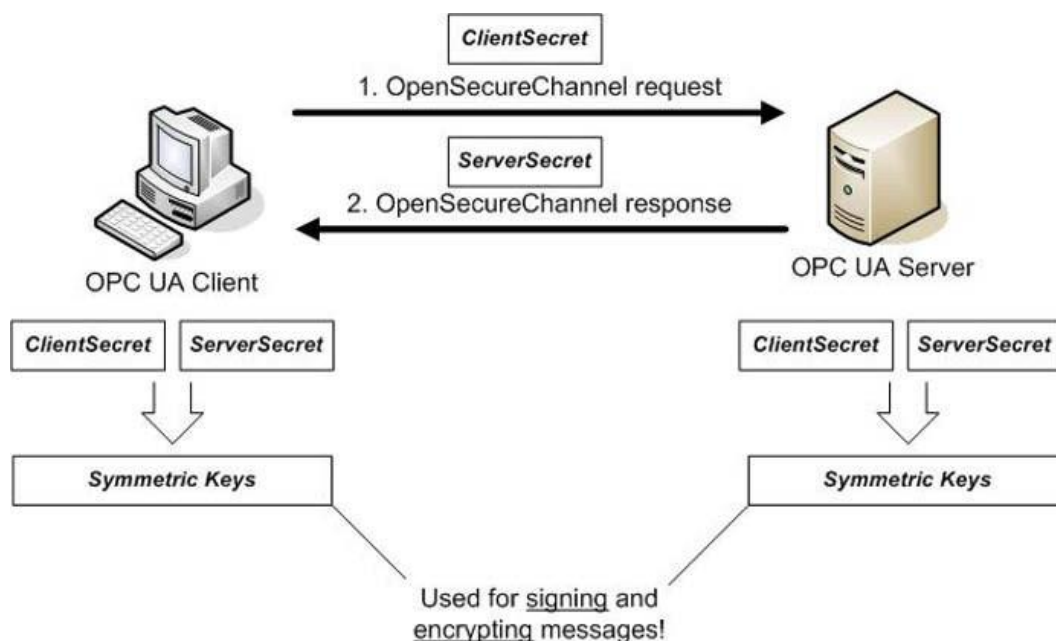 ClientSecret
1. OpenSecureChannel request
ServerSecret
2. OpenSecureChannel response
OPC UA Client
OPC UA Server
ClientSecret ServerSecret
ClientSecret ServerSecret
Symmetric Keys
Symmetric Keys
Used for signing and
encrypting messages!